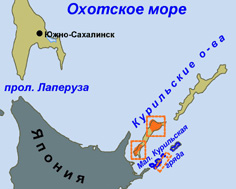 Охотское море
Южно-Сахалинск
Курильские о-ва
прол. Лаперуза
Мал. Курильская
гряда
Япония